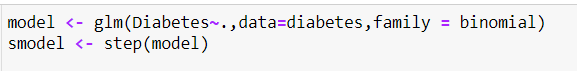 model <- glm(Diabetes~.,data=diabetes,family = binomial)
smodel <- step(model)